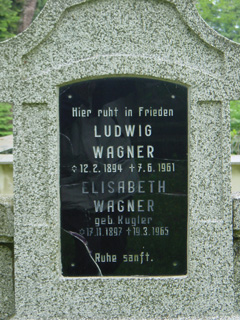 Hier ruht in Frieden
LUDWIG
WAGNER
✡ 12.2.1894 ✝ 7.6.1961
ELISABETH
WAGNER
geb. Kugler
✡ 17.11.1897 ✝ 19.3.1965
Ruhe sanft.